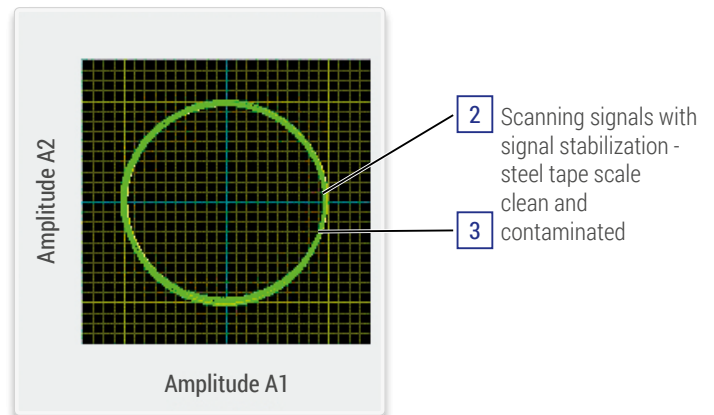 Amplitude A2
Amplitude A1
2
Scanning signals with
signal stabilization -
steel tape scale
clean and
3
contaminated